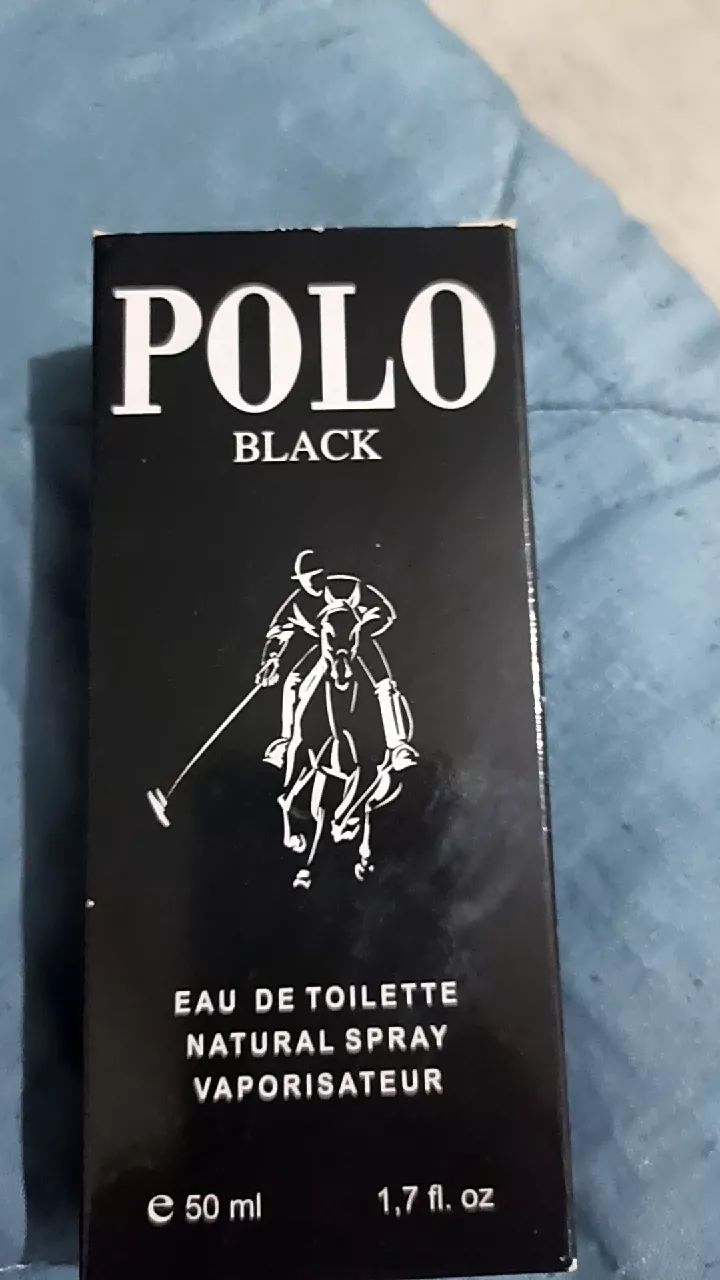 POLO
BLACK
EAU DE TOILETTE
NATURAL SPRAY
VAPORISATEUR
e 50 ml 1,7 fl. oz